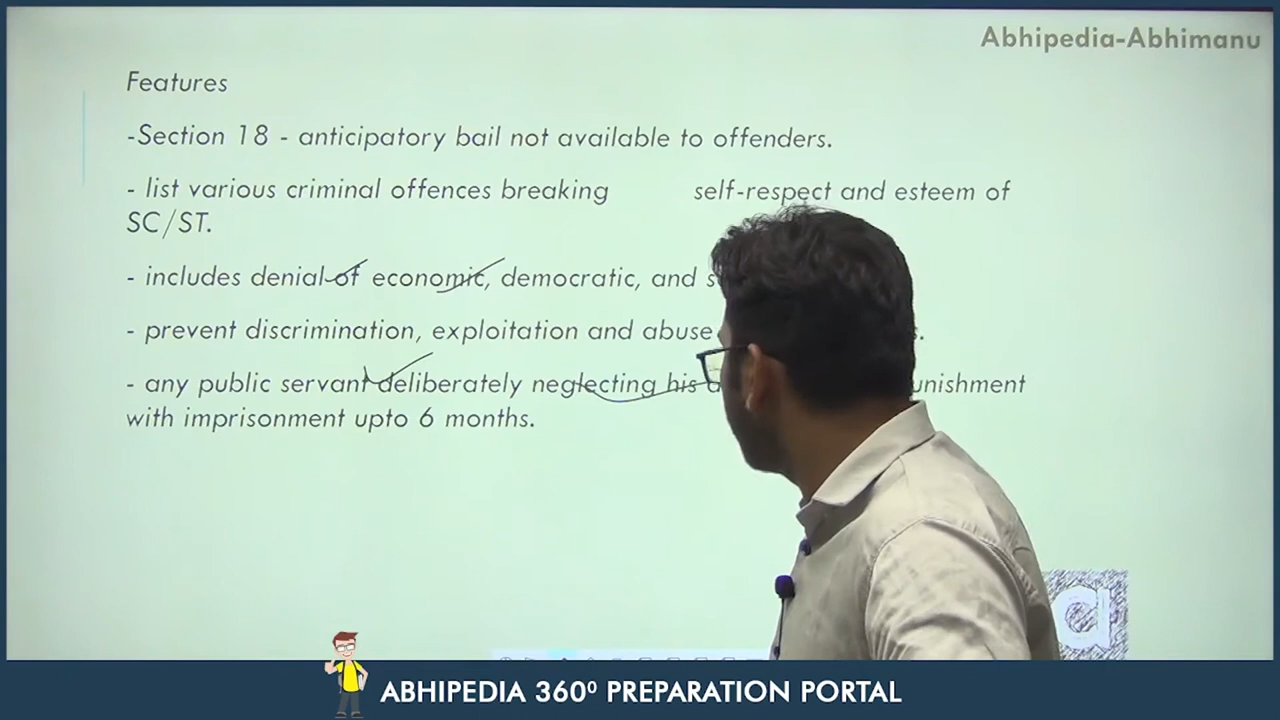 Abhipedia-Abhimanu
Features
-Section 18 - anticipatory bail not available to offenders.
- list various criminal offences breaking self-respect and esteem of
SC/ST.
- includes denial of economic, democratic, and
- prevent discrimination, exploitation and abuse
- any public servant deliberately neglecting his
with imprisonment upto 6 months.
ABHIPEDIA 360⁰ PREPARATION PORTAL